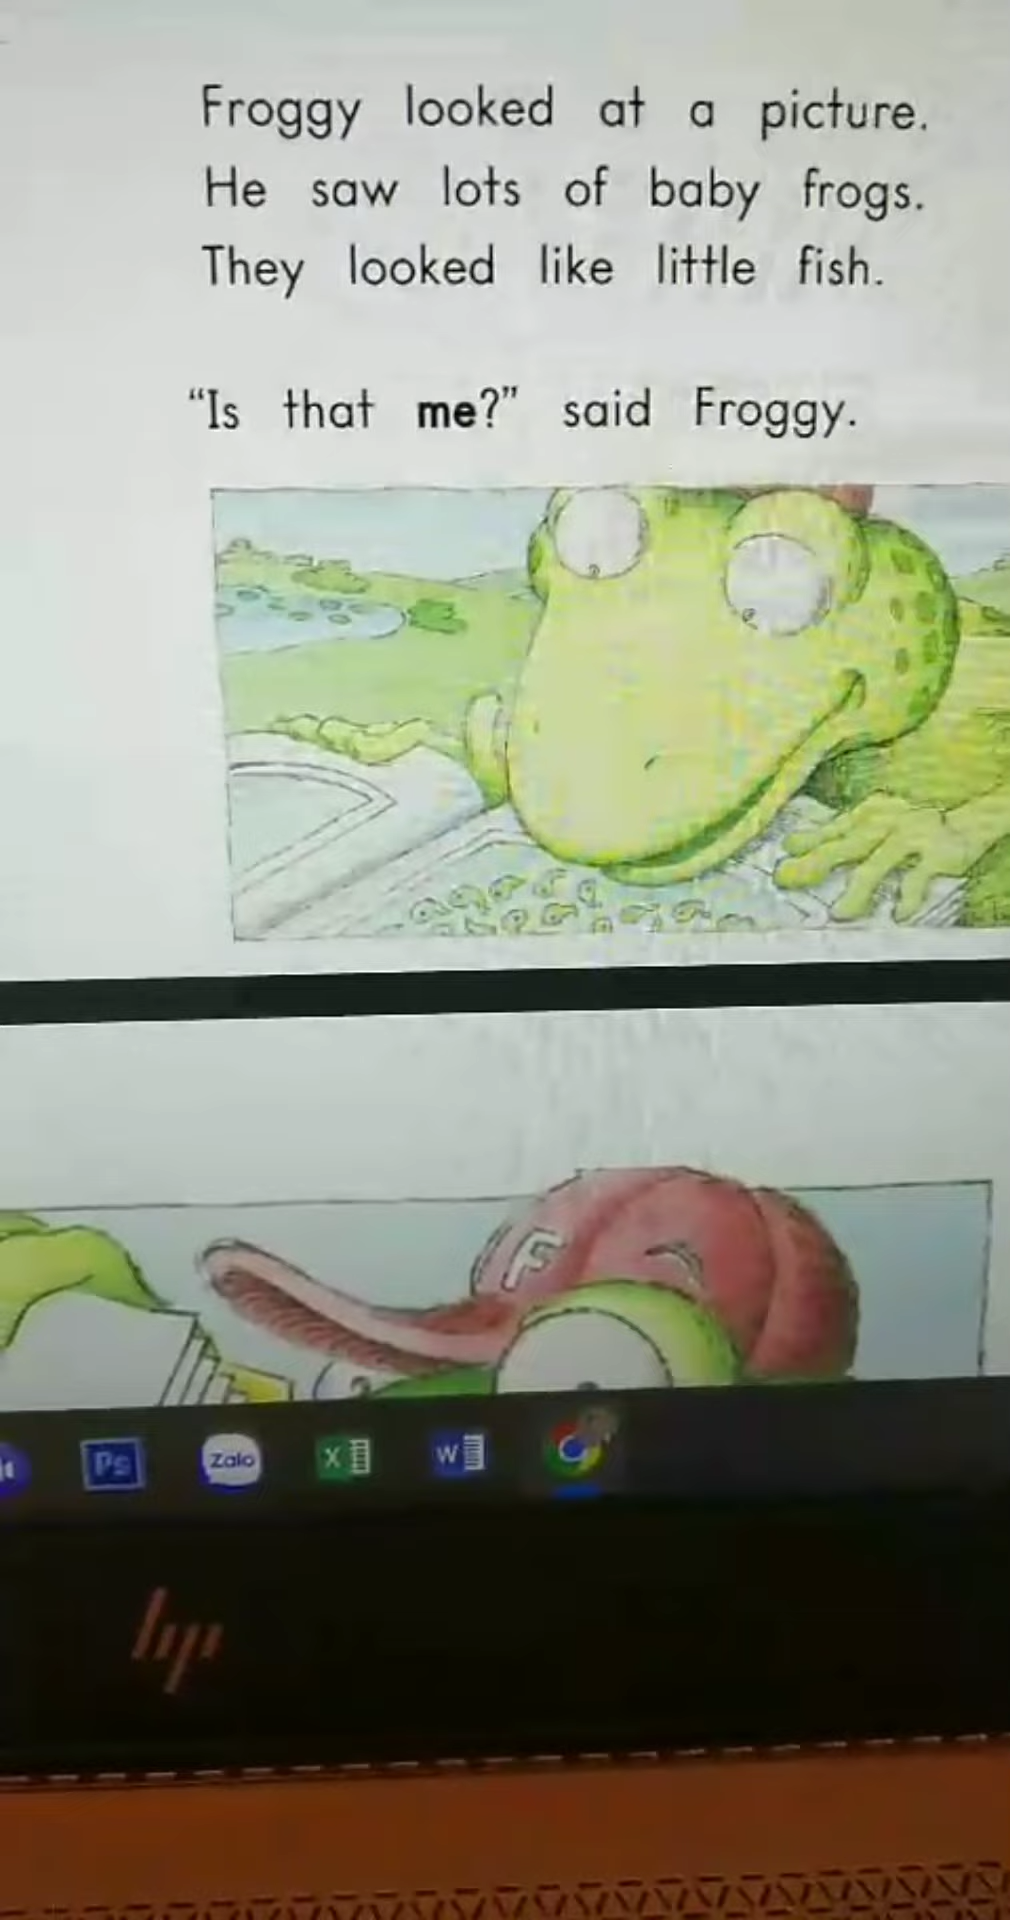 Froggy looked at a picture.
He saw lots of baby frogs.
They looked like little fish.
“Is that me?” said Froggy.
F
Ps
Zalo
X
W
hp